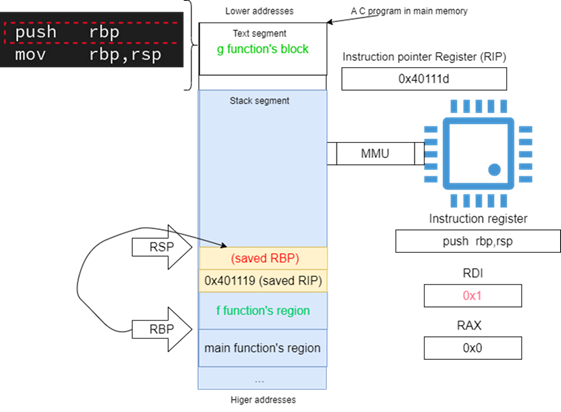 Lower addresses
A C program in main memory
push rbp
mov rbp,rsp
Text segment
g function's block
Instruction pointer Register (RIP)
0x40111d
Stack segment
MMU
Instruction register
push rbp,rsp
RSP
(saved RBP)
0x401119 (saved RIP)
RDI
0x1
f function's region
RBP
RAX
main function's region
0x0
...
Higer addresses